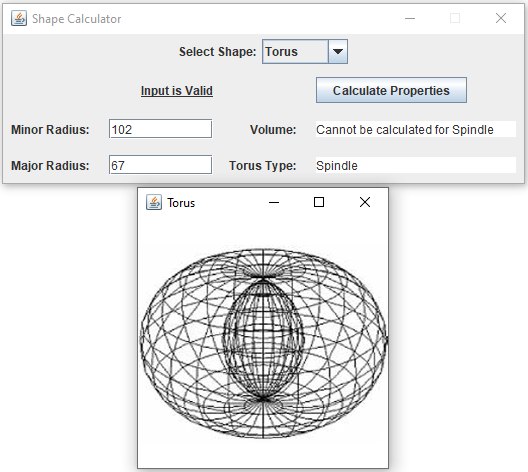 Shape Calculator
Select Shape: Torus
Input is Valid Calculate Properties
Minor Radius: 102 Volume: Cannot be calculated for Spindle
Major Radius: 67 Torus Type: Spindle
Torus